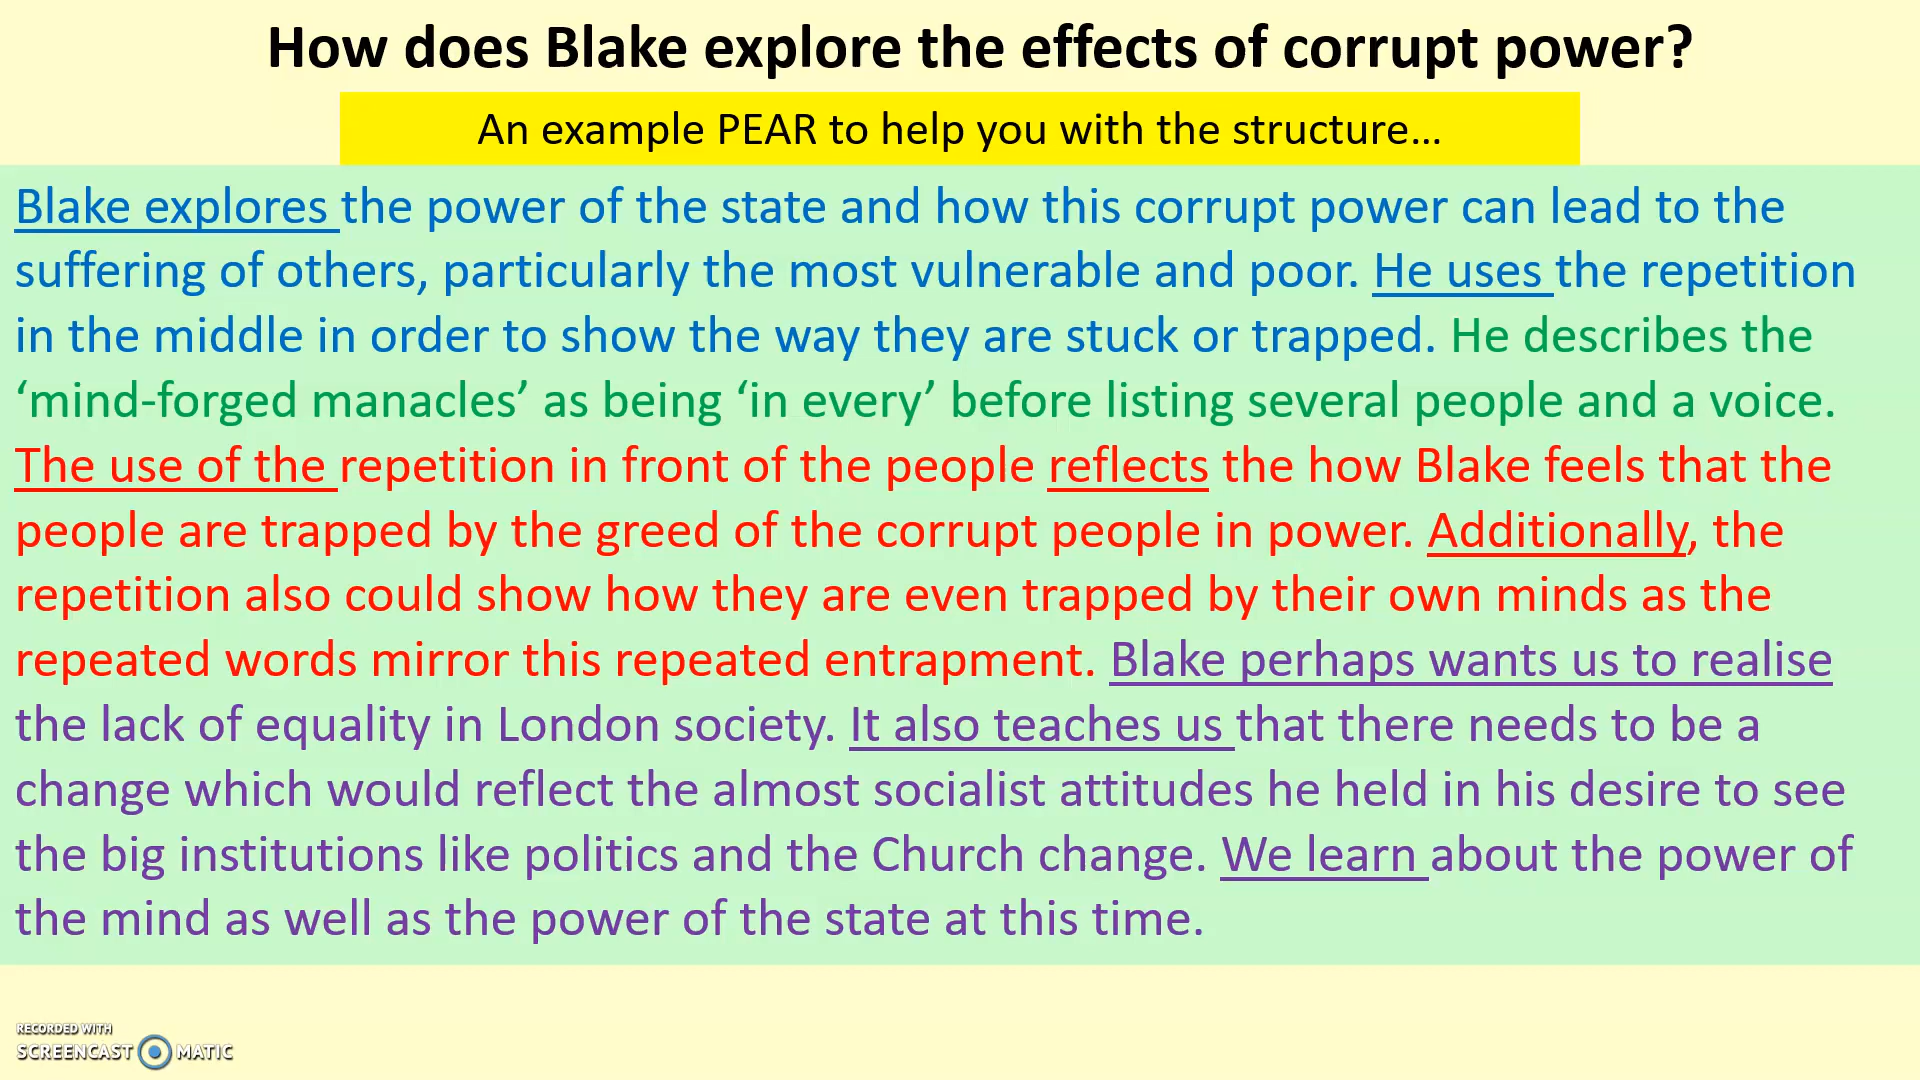 How does Blake explore the effects of corrupt power?
An example PEAR to help you with the structure...
Blake explores the power of the state and how this corrupt power can lead to the
suffering of others, particularly the most vulnerable and poor. He uses the repetition
in the middle in order to show the way they are stuck or trapped. He describes the
‘mind-forged manacles’ as being ‘in every’ before listing several people and a voice.
The use of the repetition in front of the people reflects the how Blake feels that the
people are trapped by the greed of the corrupt people in power. Additionally, the
repetition also could show how they are even trapped by their own minds as the
repeated words mirror this repeated entrapment. Blake perhaps wants us to realise
the lack of equality in London society. It also teaches us that there needs to be a
change which would reflect the almost socialist attitudes he held in his desire to see
the big institutions like politics and the Church change. We learn about the power of
the mind as well as the power of the state at this time.
RECORDED WITH
SCREENCAST MATIC